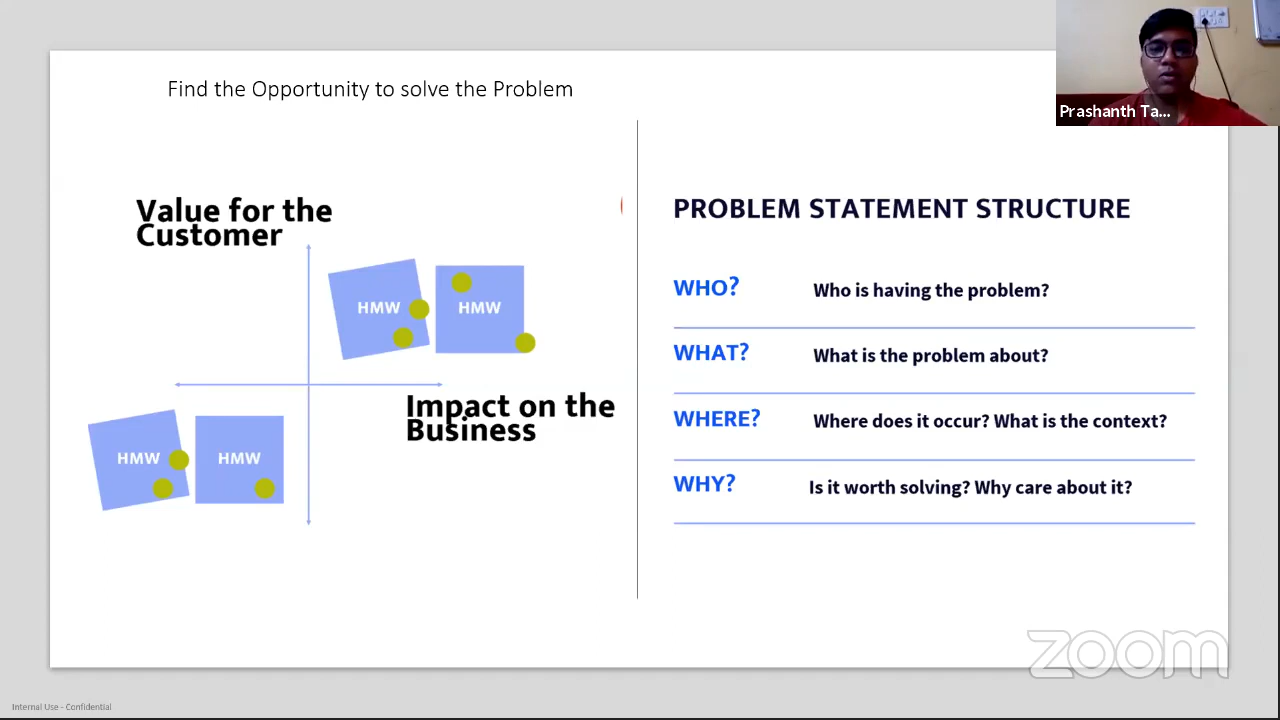 Find the Opportunity to solve the Problem
Prashanth Ta...
Value for the
Customer
HMW
HMW
Impact on the
Business
HMW
HMW
PROBLEM STATEMENT STRUCTURE
WHO? Who is having the problem?
WHAT? What is the problem about?
WHERE? Where does it occur? What is the context?
WHY? Is it worth solving? Why care about it?
zoom
Internal Use - Confidential